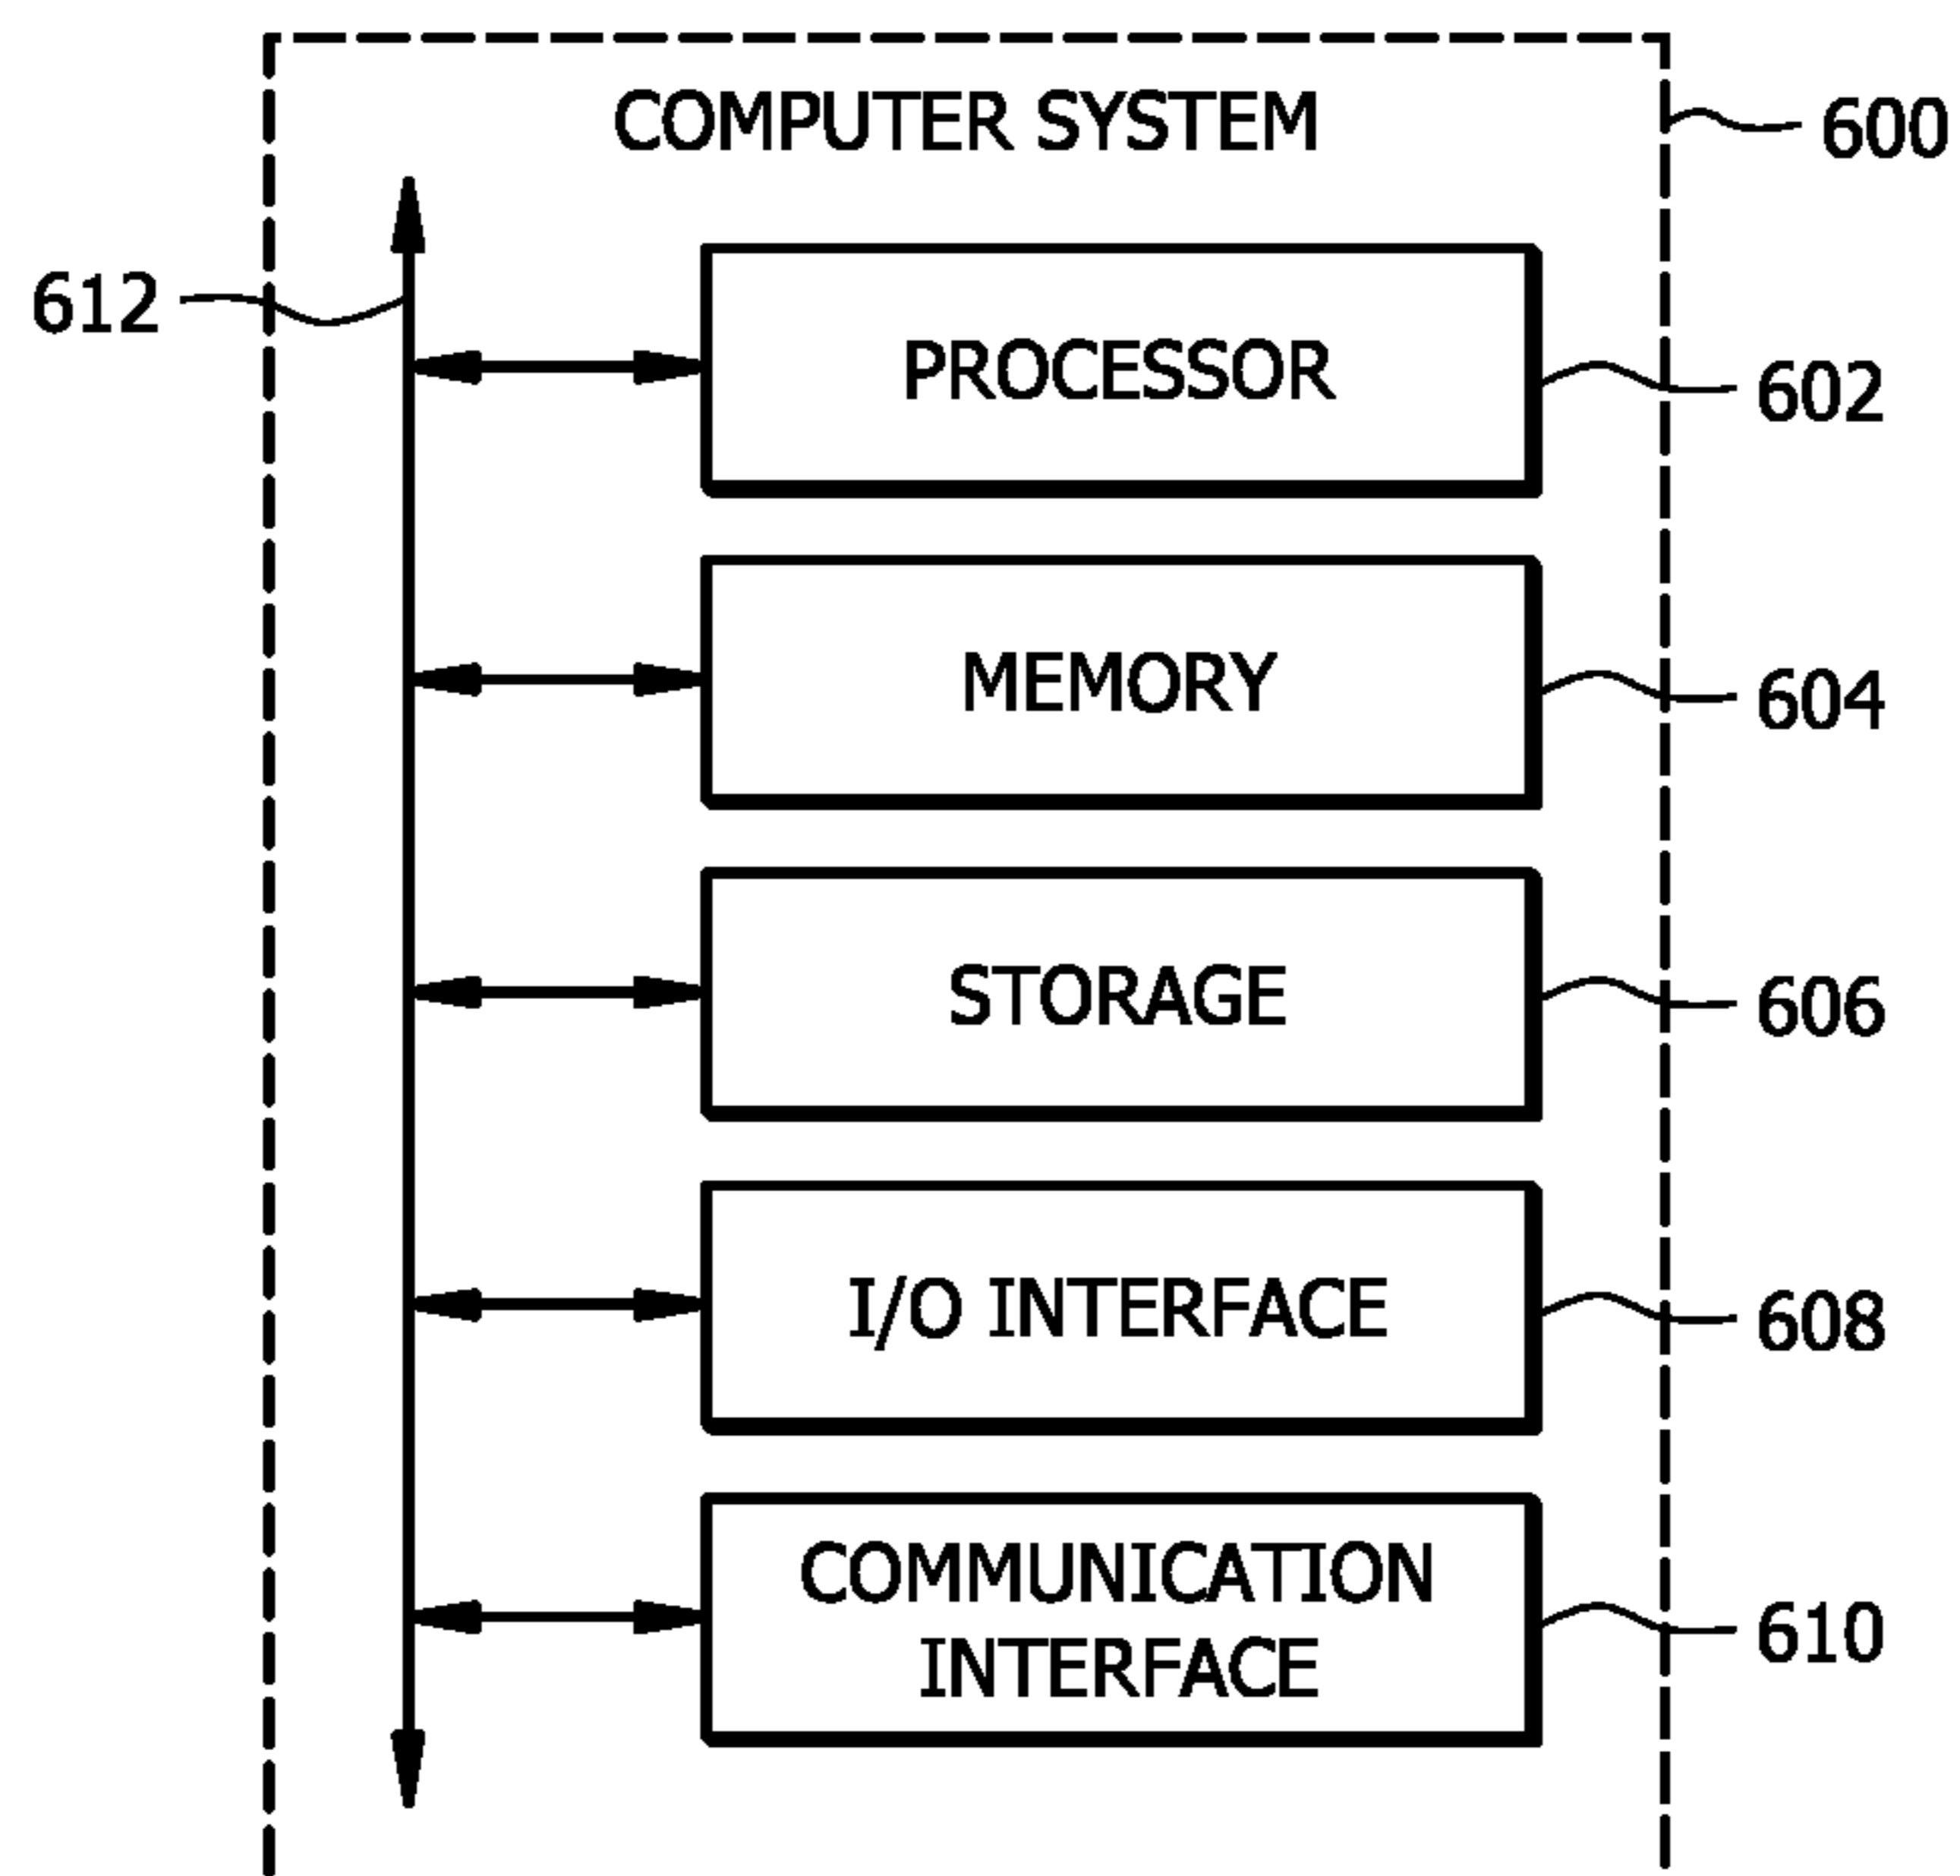 COMPUTER SYSTEM
600
612
PROCESSOR
602
MEMORY
604
STORAGE
606
I/O INTERFACE
608
COMMUNICATION
INTERFACE
610